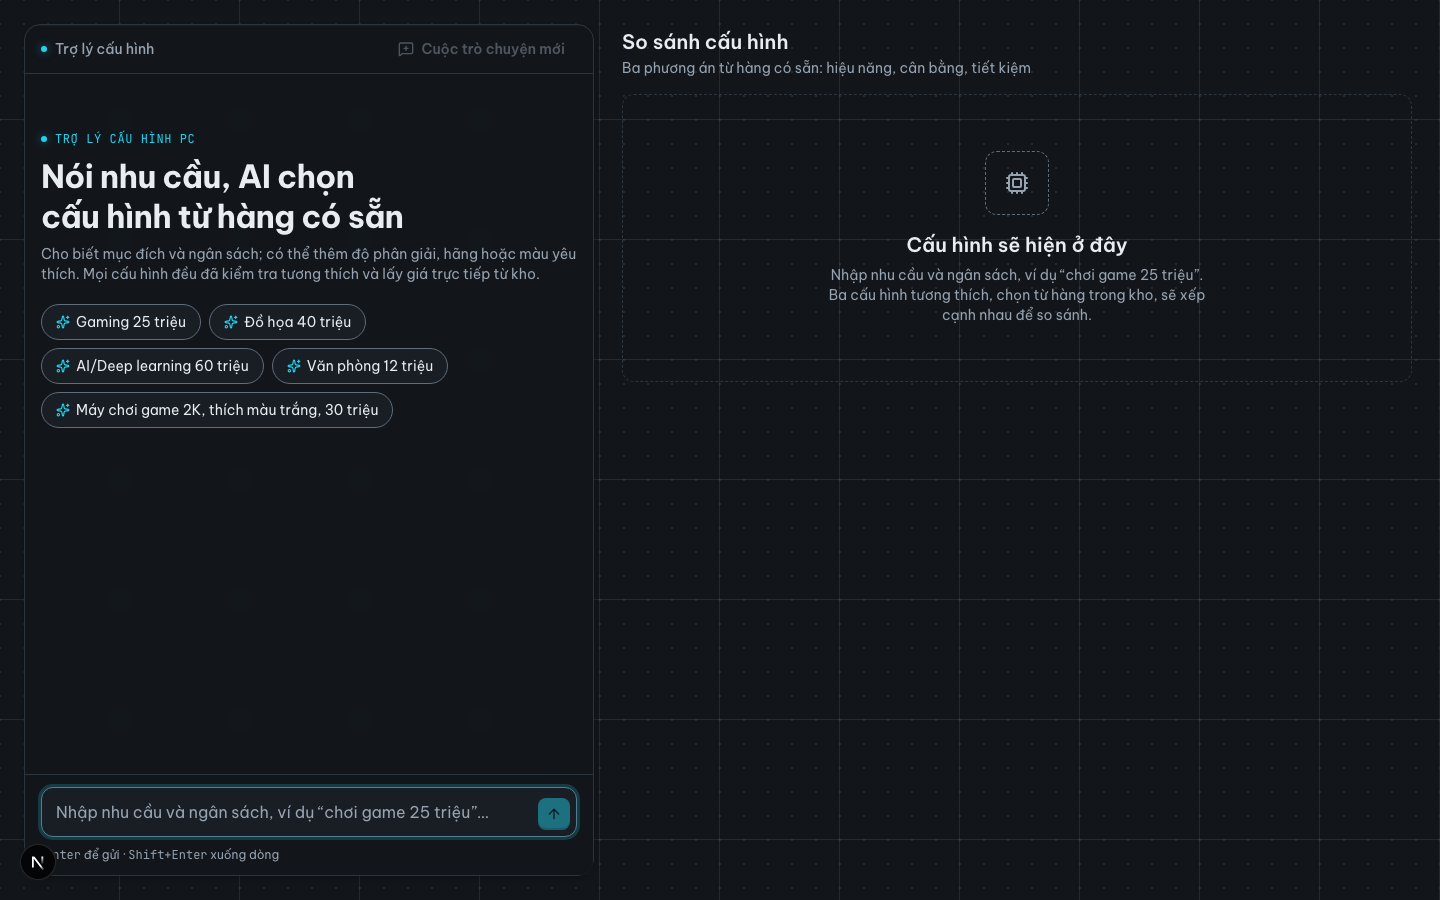 Trợ lý cấu hình
Cuộc trò chuyện mới
TRỢ LÝ CẤU HÌNH PC
Nói nhu cầu, AI chọn
cấu hình từ hàng có sẵn
Cho biết mục đích và ngân sách; có thể thêm độ phân giải, hãng hoặc màu yêu
thích. Mọi cấu hình đều đã kiểm tra tương thích và lấy giá trực tiếp từ kho.
Gaming 25 triệu
Đồ họa 40 triệu
AI/Deep learning 60 triệu
Văn phòng 12 triệu
Máy chơi game 2K, thích màu trắng, 30 triệu
Nhập nhu cầu và ngân sách, ví dụ “chơi game 25 triệu”…
nter để gửi · Shift+Enter xuống dòng
N
So sánh cấu hình
Ba phương án từ hàng có sẵn: hiệu năng, cân bằng, tiết kiệm
Cấu hình sẽ hiện ở đây
Nhập nhu cầu và ngân sách, ví dụ “chơi game 25 triệu”.
Ba cấu hình tương thích, chọn từ hàng trong kho, sẽ xếp
cạnh nhau để so sánh.